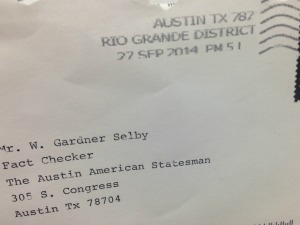 AUSTIN TX 787
RIO GRANDE DISTRICT
27 SEP 2014 PM 5 L
Mr. W. Gardner Selby
Fact Checker
The Austin American Statesman
305 S. Congress
Austin Tx 78704